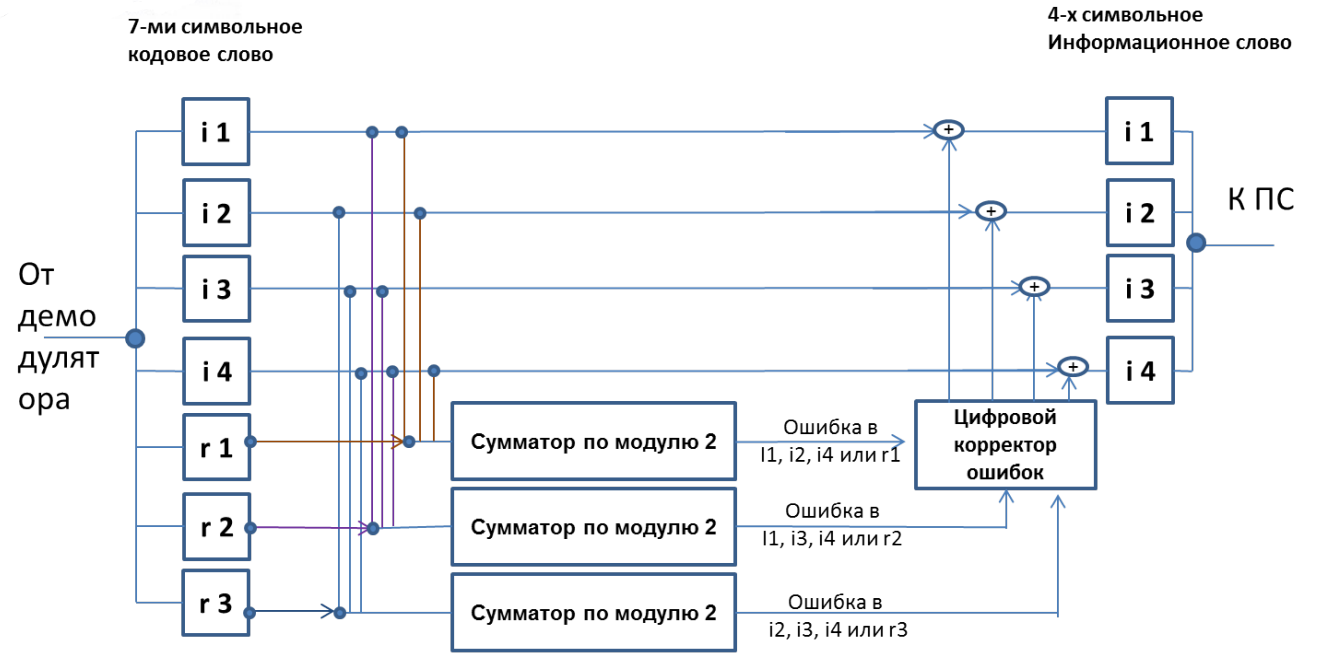 7-ми символьное
кодовое слово
4-х символьное
Информационное слово
i 1
+
i 1
i 2
+
i 2
К ПС
От
демо
дулят
ора
i 3
+
i 3
i 4
+
i 4
r 1
Сумматор по модулю 2
Ошибка в
I1, i2, i4 или r1
Цифровой
корректор
ошибок
r 2
Сумматор по модулю 2
Ошибка в
I1, i3, i4 или r2
r 3
Сумматор по модулю 2
Ошибка в
i2, i3, i4 или r3